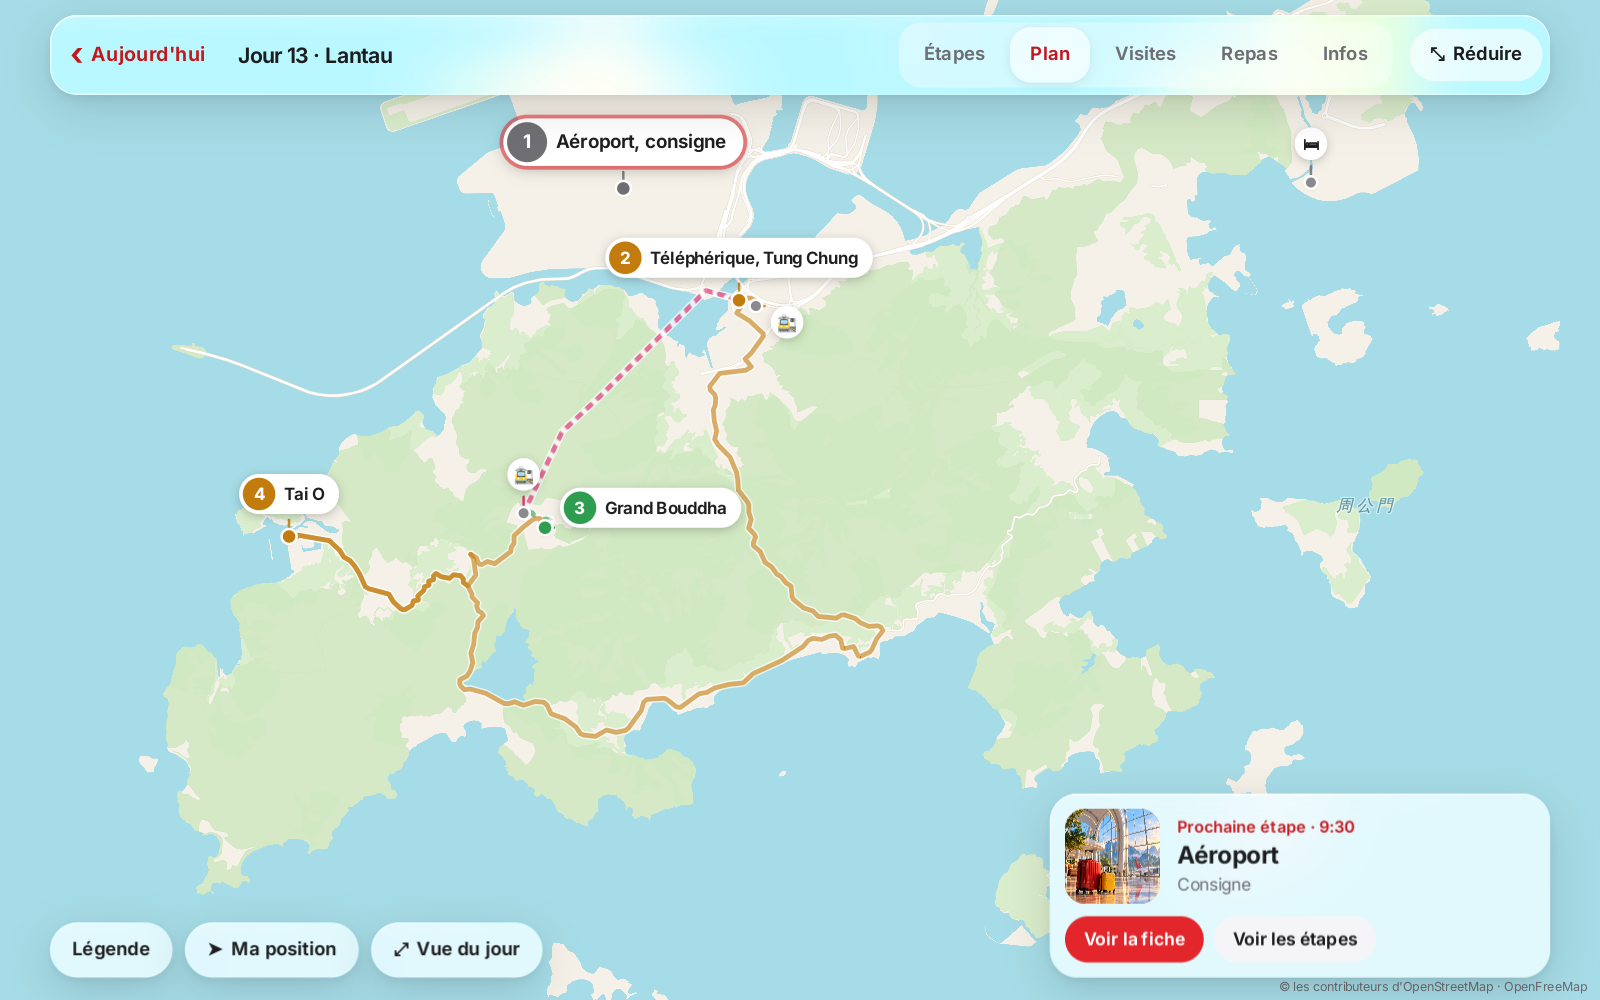 Aujourd'hui
Jour 13 · Lantau
Étapes
Plan
Visites
Repas
Infos
Réduire
1 Aéroport, consigne
2 Téléphérique, Tung Chung
4 Tai O
3 Grand Bouddha
周公門
Prochaine étape · 9:30
Aéroport
Consigne
Voir la fiche
Voir les étapes
Légende
Ma position
Vue du jour
© les contributeurs d'OpenStreetMap · OpenFreeMap